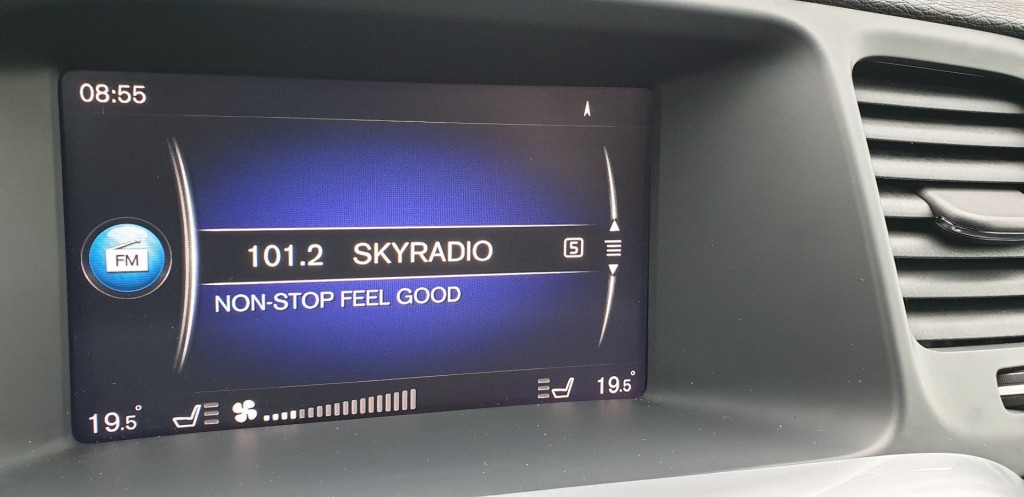 08:55
FM
101.2 SKYRADIO 5
NON-STOP FEEL GOOD
19.5° 19.5°